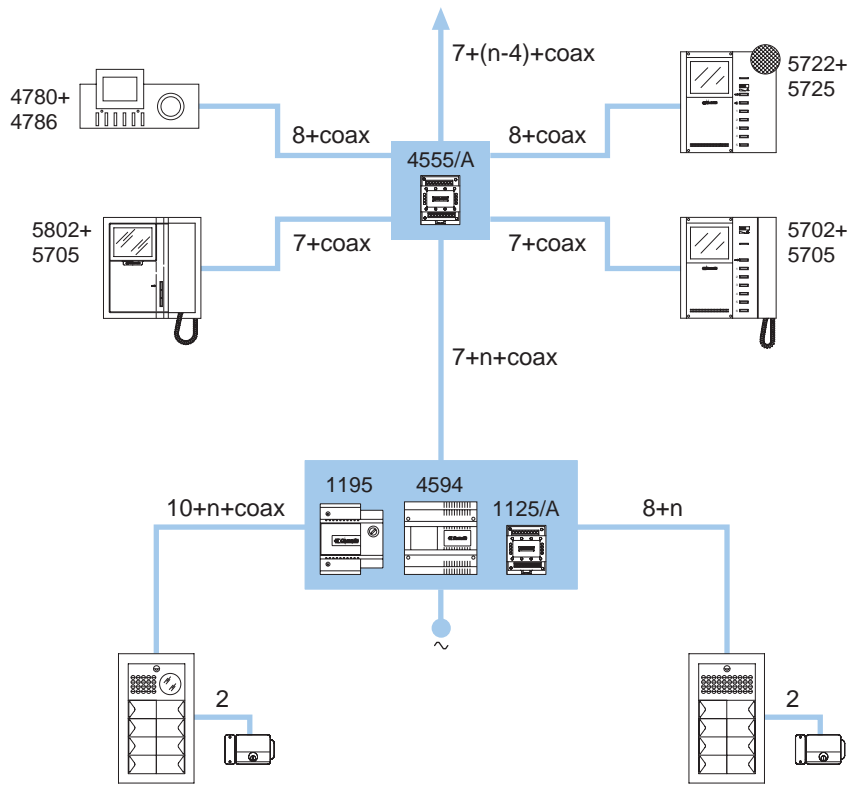 7+(n-4)+coax
4780+
4786
5722+
5725
8+coax
8+coax
4555/A
5802+
5705
7+coax
7+coax
5702+
5705
7+n+coax
1195
4594
1125/A
10+n+coax
8+n
~
2
2